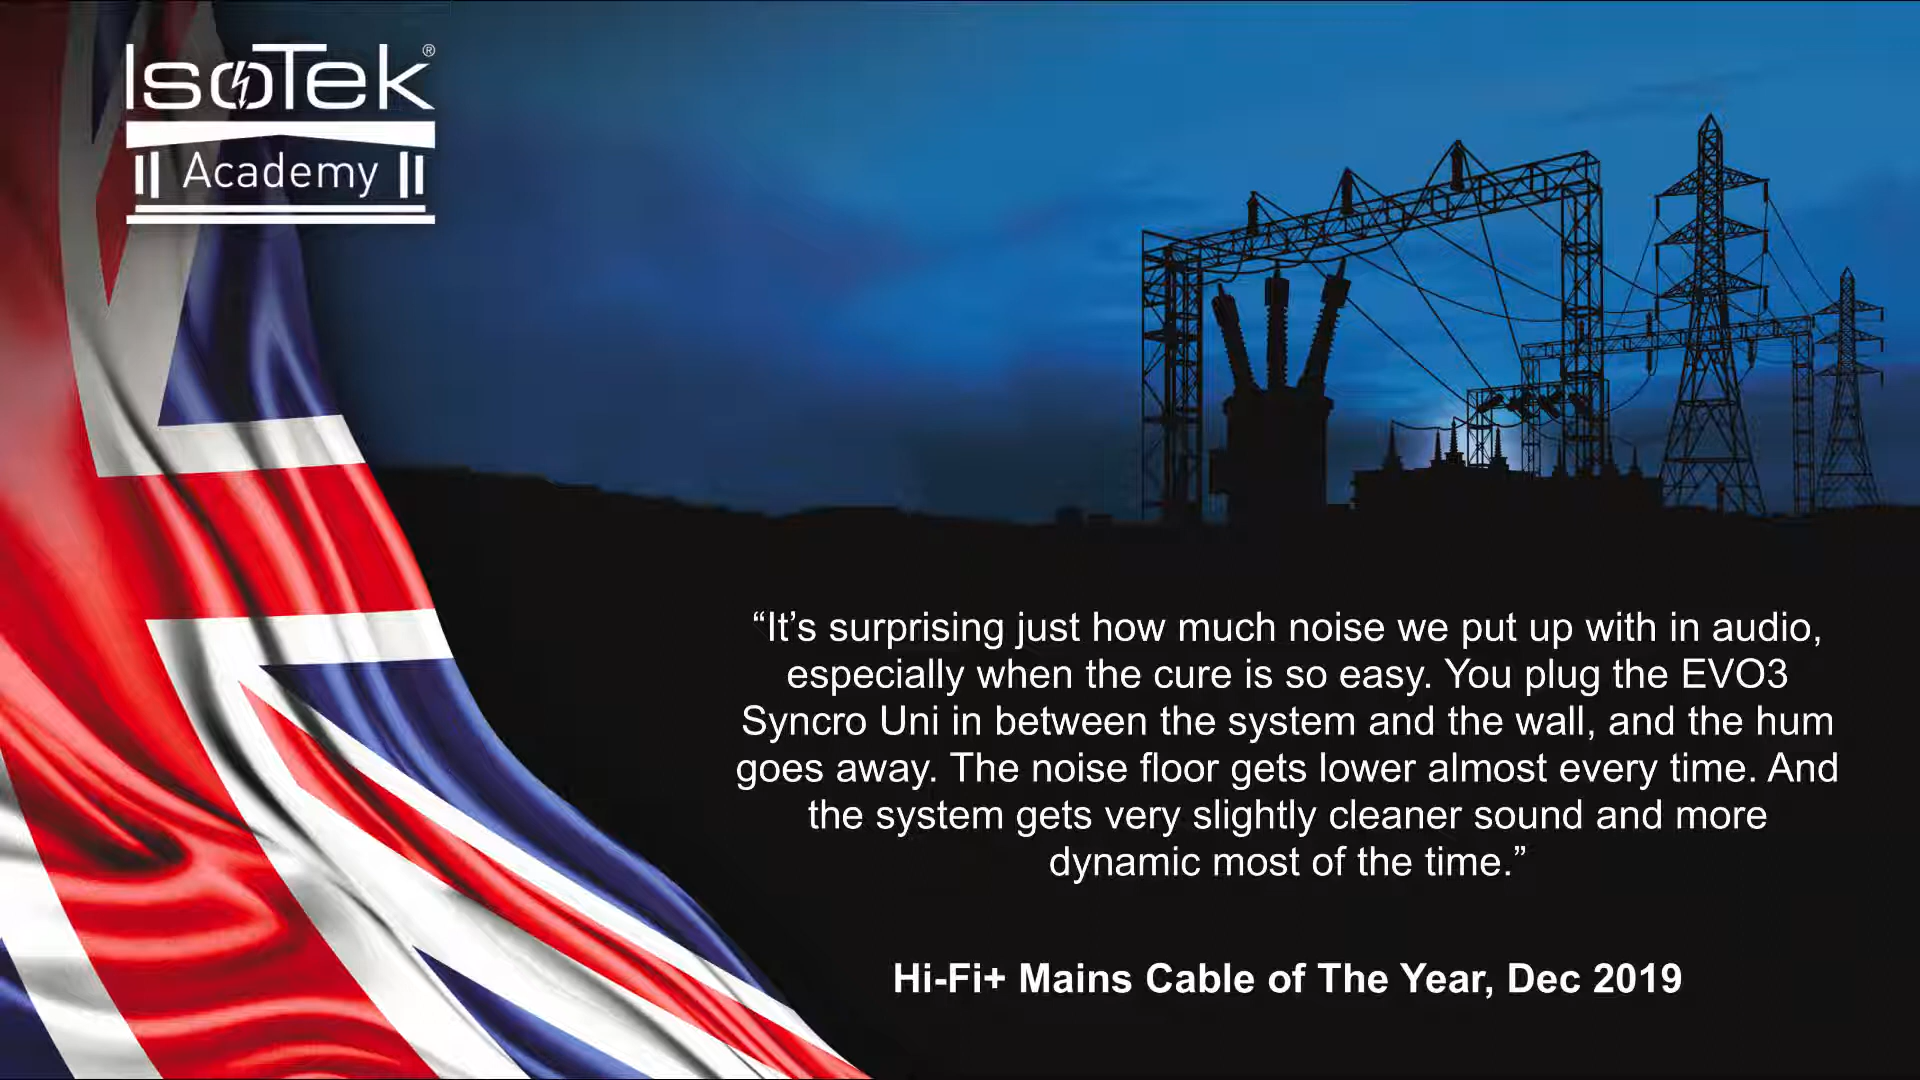 IsoTek®
Academy
“It’s surprising just how much noise we put up with in audio,
especially when the cure is so easy. You plug the EVO3
Syncro Uni in between the system and the wall, and the hum
goes away. The noise floor gets lower almost every time. And
the system gets very slightly cleaner sound and more
dynamic most of the time.”
Hi-Fi+ Mains Cable of The Year, Dec 2019